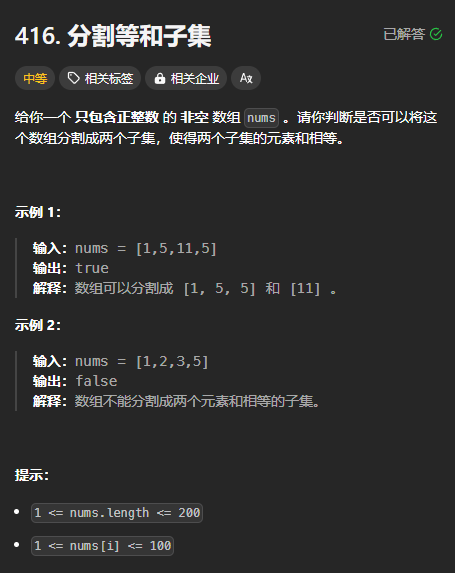 416. 分割等和子集
已解答
中等 相关标签 相关企业
给你一个 只包含正整数 的 非空 数组 nums 。请你判断是否可以将这
个数组分割成两个子集，使得两个子集的元素和相等。
示例 1：
输入：nums = [1,5,11,5]
输出：true
解释：数组可以分割成 [1, 5, 5] 和 [11] 。
示例 2：
输入：nums = [1,2,3,5]
输出：false
解释：数组不能分割成两个元素和相等的子集。
提示：
1 <= nums.length <= 200
1 <= nums[i] <= 100